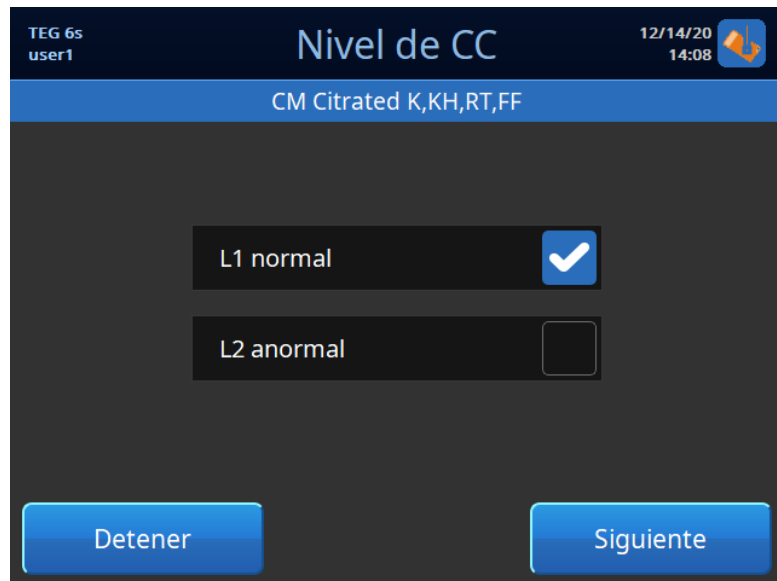 TEG 6s
user1
Nivel de CC
12/14/20
14:08
CM Citrated K,KH,RT,FF
L1 normal
L2 anormal
Detener
Siguiente